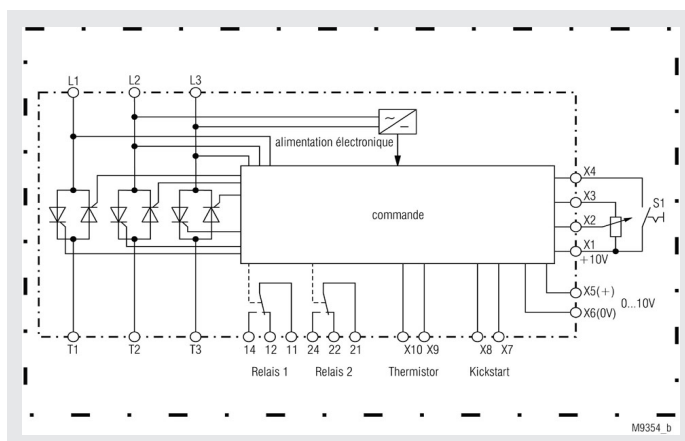 L1 L2 L3
alimentation électronique
commande
X4
X3
S1
X2
X1
+10V
X5(+)
0...10V
X6(0V)
T1 T2 T3 14 12 11 24 22 21 X10 X9 X8 X7
Relais 1 Relais 2 Thermistor Kickstart
M9354_b